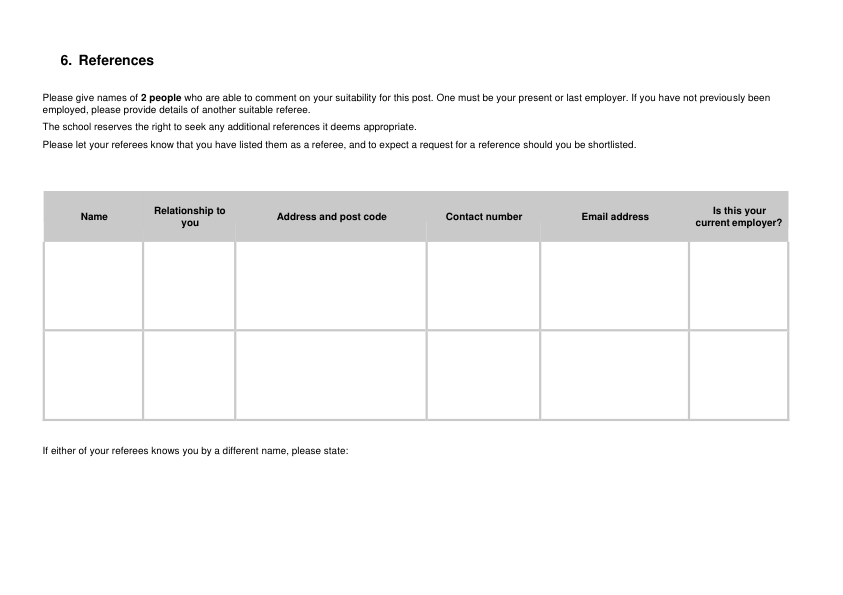 6. References
Please give names of 2 people who are able to comment on your suitability for this post. One must be your present or last employer. If you have not previously been
employed, please provide details of another suitable referee.
The school reserves the right to seek any additional references it deems appropriate.
Please let your referees know that you have listed them as a referee, and to expect a request for a reference should you be shortlisted.
Name
Relationship to
you
Address and post code
Contact number
Email address
Is this your
current employer?
If either of your referees knows you by a different name, please state: